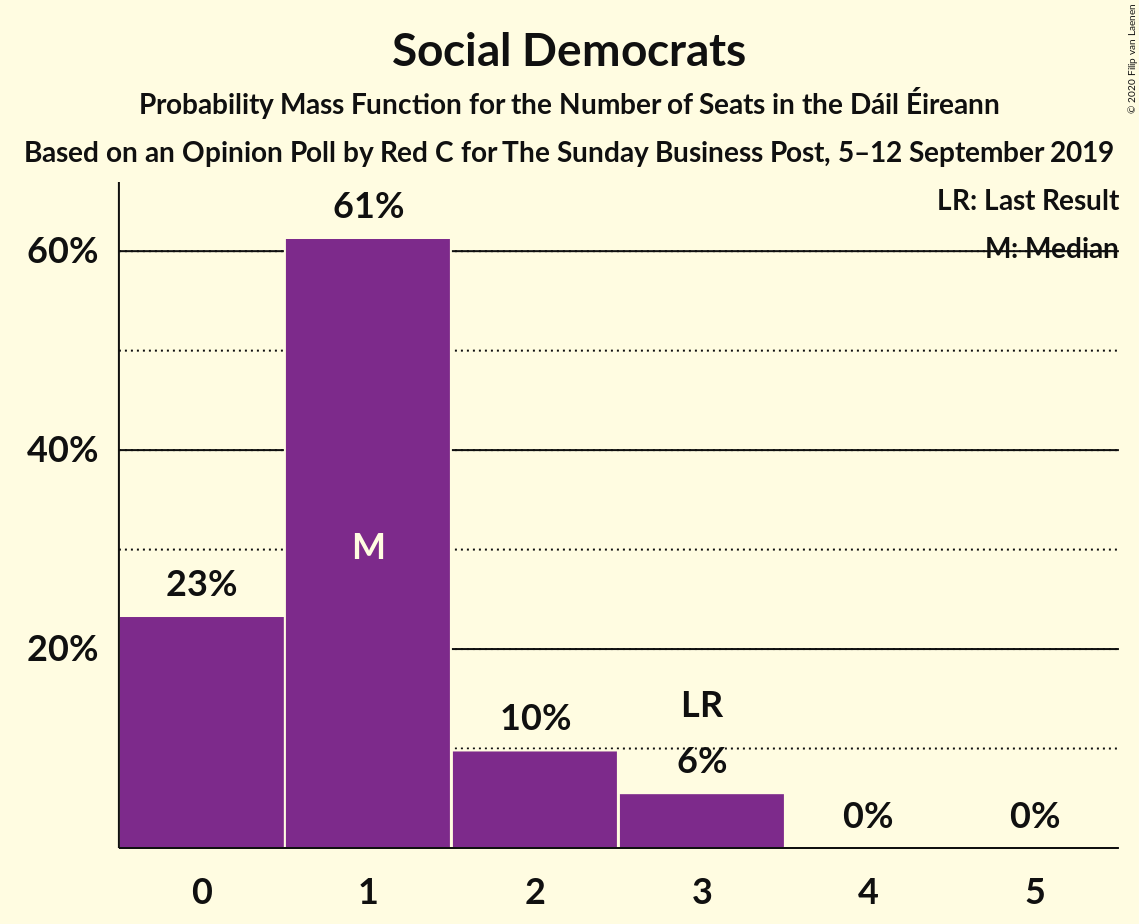 Social Democrats
Probability Mass Function for the Number of Seats in the Dáil Éireann
Based on an Opinion Poll by Red C for The Sunday Business Post, 5–12 September 2019
© 2020 Filip van Laenen
LR: Last Result
M: Median
60%
40%
20%
23%
61%
M
10%
LR
6%
0%
0%
0 1 2 3 4 5